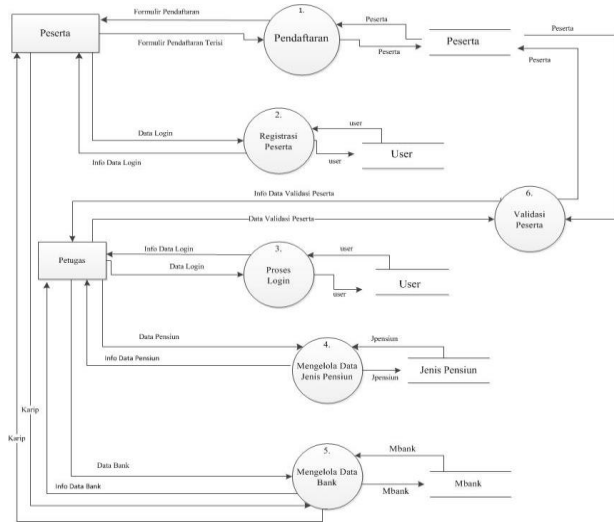 Formulir Pendaftaran
1.
Pendaftaran
Peserta
Peserta
Peserta
Formulir Pendaftaran Terisi
Peserta
Peserta
Peserta
2.
Registrasi
Peserta
Data Login
Info Data Login
user
user
User
Info Data Validasi Peserta
6.
Validasi
Peserta
Data Validasi Peserta
Petugas
Info Data Login
Data Login
3.
Proses
Login
user
user
User
Data Pensiun
Info Data Pensiun
4.
Mengelola Data
Jenis Pensiun
Jpensiun
Jpensiun
Jenis Pensiun
Karip
Karip
Data Bank
Info Data Bank
5.
Mengelola Data
Bank
Mbank
Mbank
Mbank